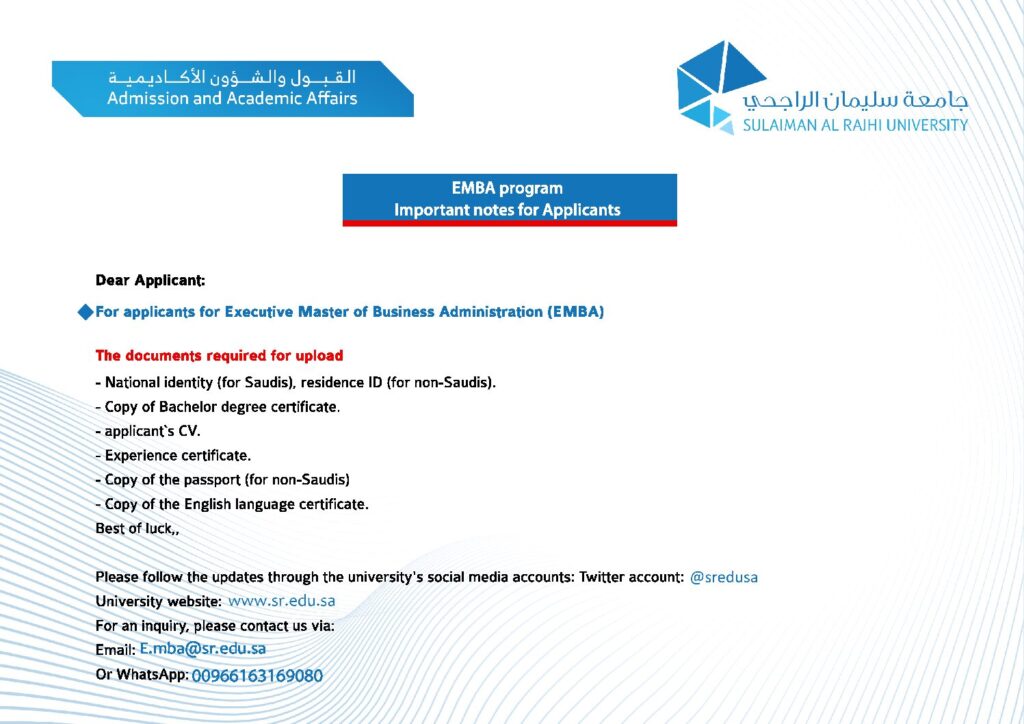 القبول والشؤون الأكاديمية
Admission and Academic Affairs
جامعة سليمان الراجحي
SULAIMAN AL RAJHI UNIVERSITY
EMBA program
Important notes for Applicants
Dear Applicant:
For applicants for Executive Master of Business Administration (EMBA)
The documents required for upload
- National identity (for Saudis), residence ID (for non-Saudis).
- Copy of Bachelor degree certificate.
- applicant`s CV.
- Experience certificate.
- Copy of the passport (for non-Saudis)
- Copy of the English language certificate.
Best of luck,,
Please follow the updates through the university's social media accounts: Twitter account: @sredusa
University website: www.sr.edu.sa
For an inquiry, please contact us via:
Email: E.mba@sr.edu.sa
Or WhatsApp: 00966163169080